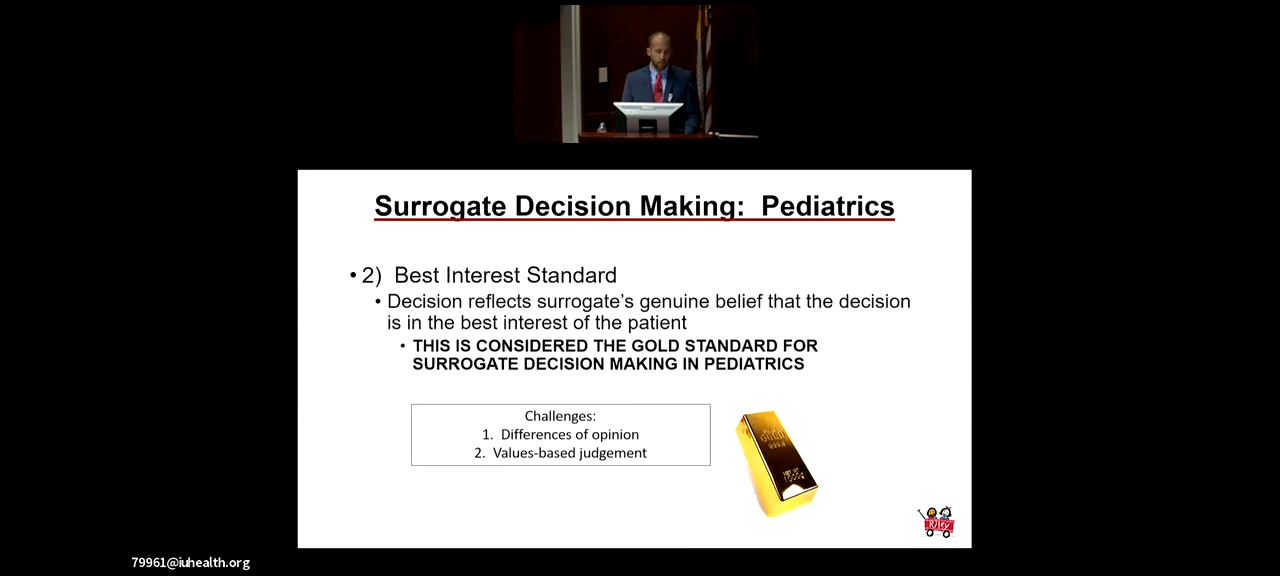 Surrogate Decision Making:  Pediatrics
• 2)  Best Interest Standard
• Decision reflects surrogate’s genuine belief that the decision
is in the best interest of the patient
• THIS IS CONSIDERED THE GOLD STANDARD FOR
SURROGATE DECISION MAKING IN PEDIATRICS
Challenges:
1.  Differences of opinion
2.  Values-based judgement
GOLD
Riley
79961@iuhealth.org